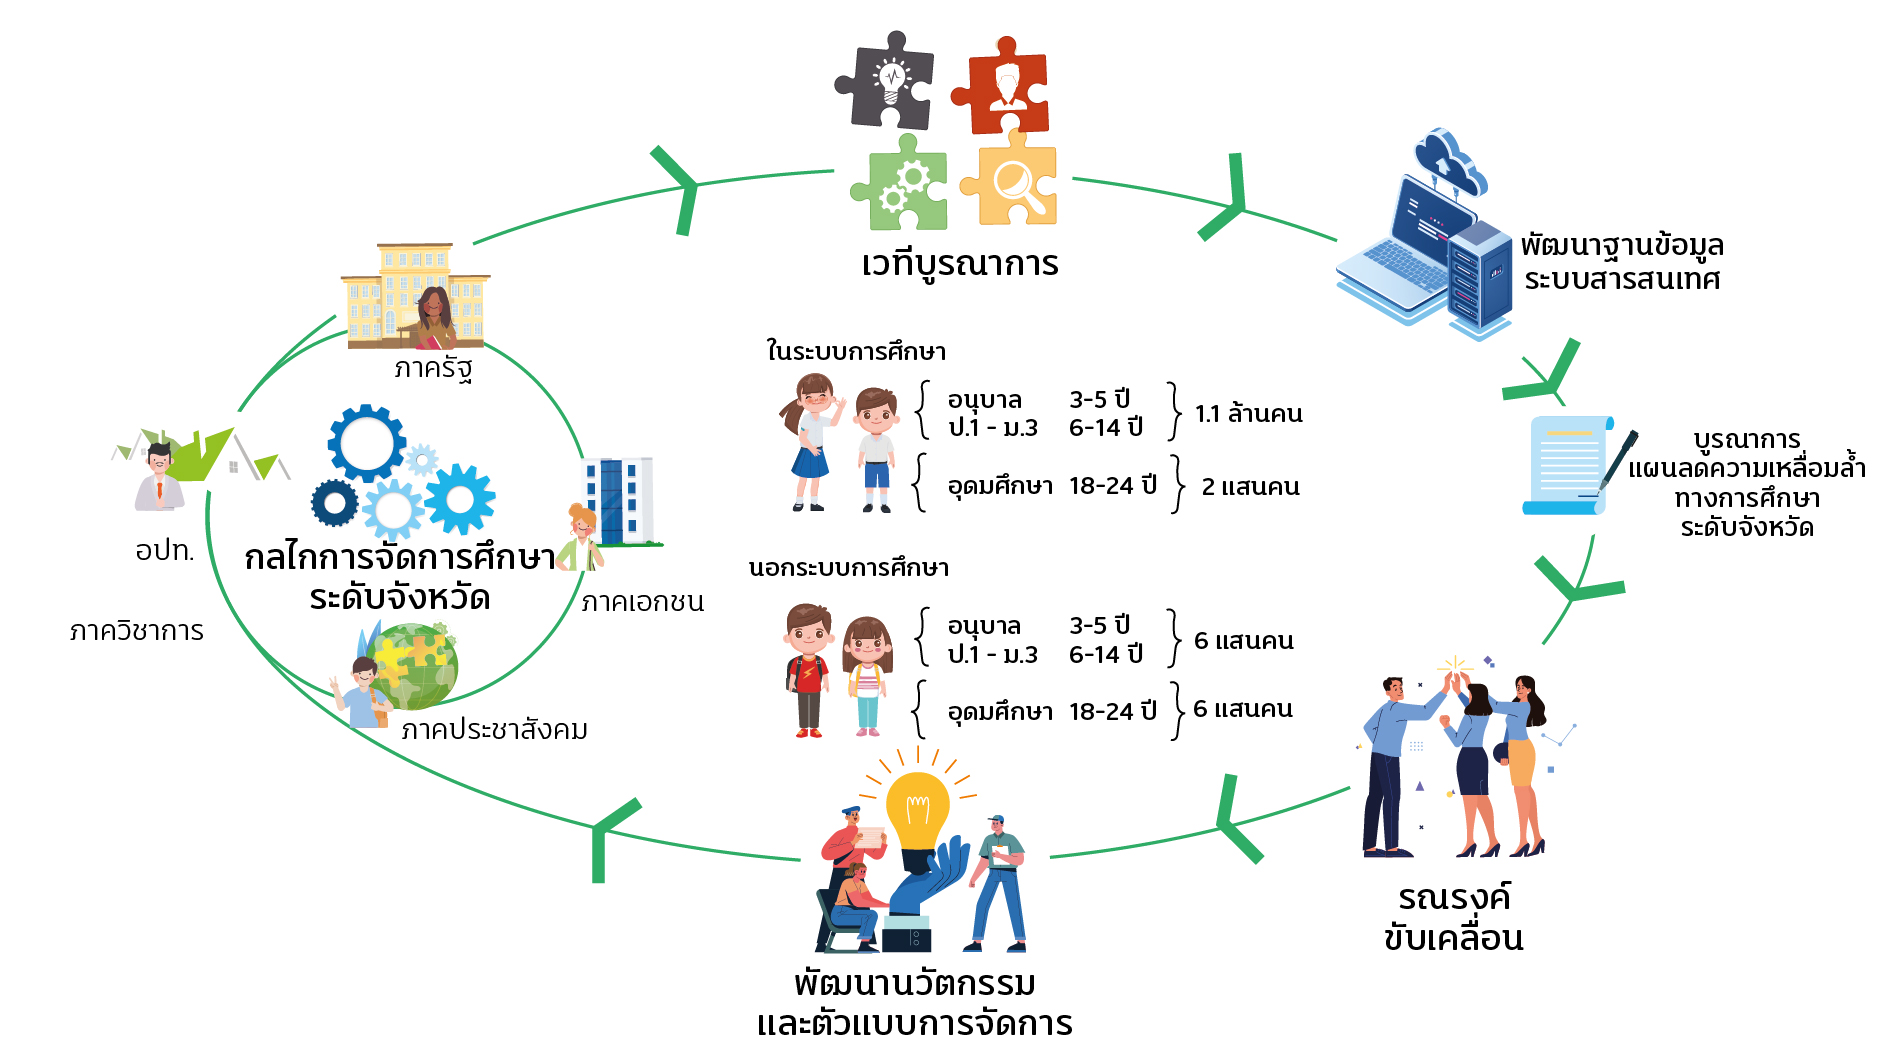 เวทีบูรณาการ
พัฒนาฐานข้อมูล
ระบบสารสนเทศ
บูรณาการ
แผนลดความเหลื่อมล้ำ
ทางการศึกษา
ระดับจังหวัด
รณรงค์
ขับเคลื่อน
พัฒนานวัตกรรม
และตัวแบบการจัดการ
ภาครัฐ
อปท.
กลไกการจัดการศึกษา
ระดับจังหวัด
ภาคเอกชน
ภาควิชาการ
ภาคประชาสังคม
ในระบบการศึกษา
อนุบาล 3-5 ปี
ป.1 - ม.3 6-14 ปี
1.1 ล้านคน
อุดมศึกษา 18-24 ปี 2 แสนคน
นอกระบบการศึกษา
อนุบาล 3-5 ปี
ป.1 - ม.3 6-14 ปี
6 แสนคน
อุดมศึกษา 18-24 ปี 6 แสนคน